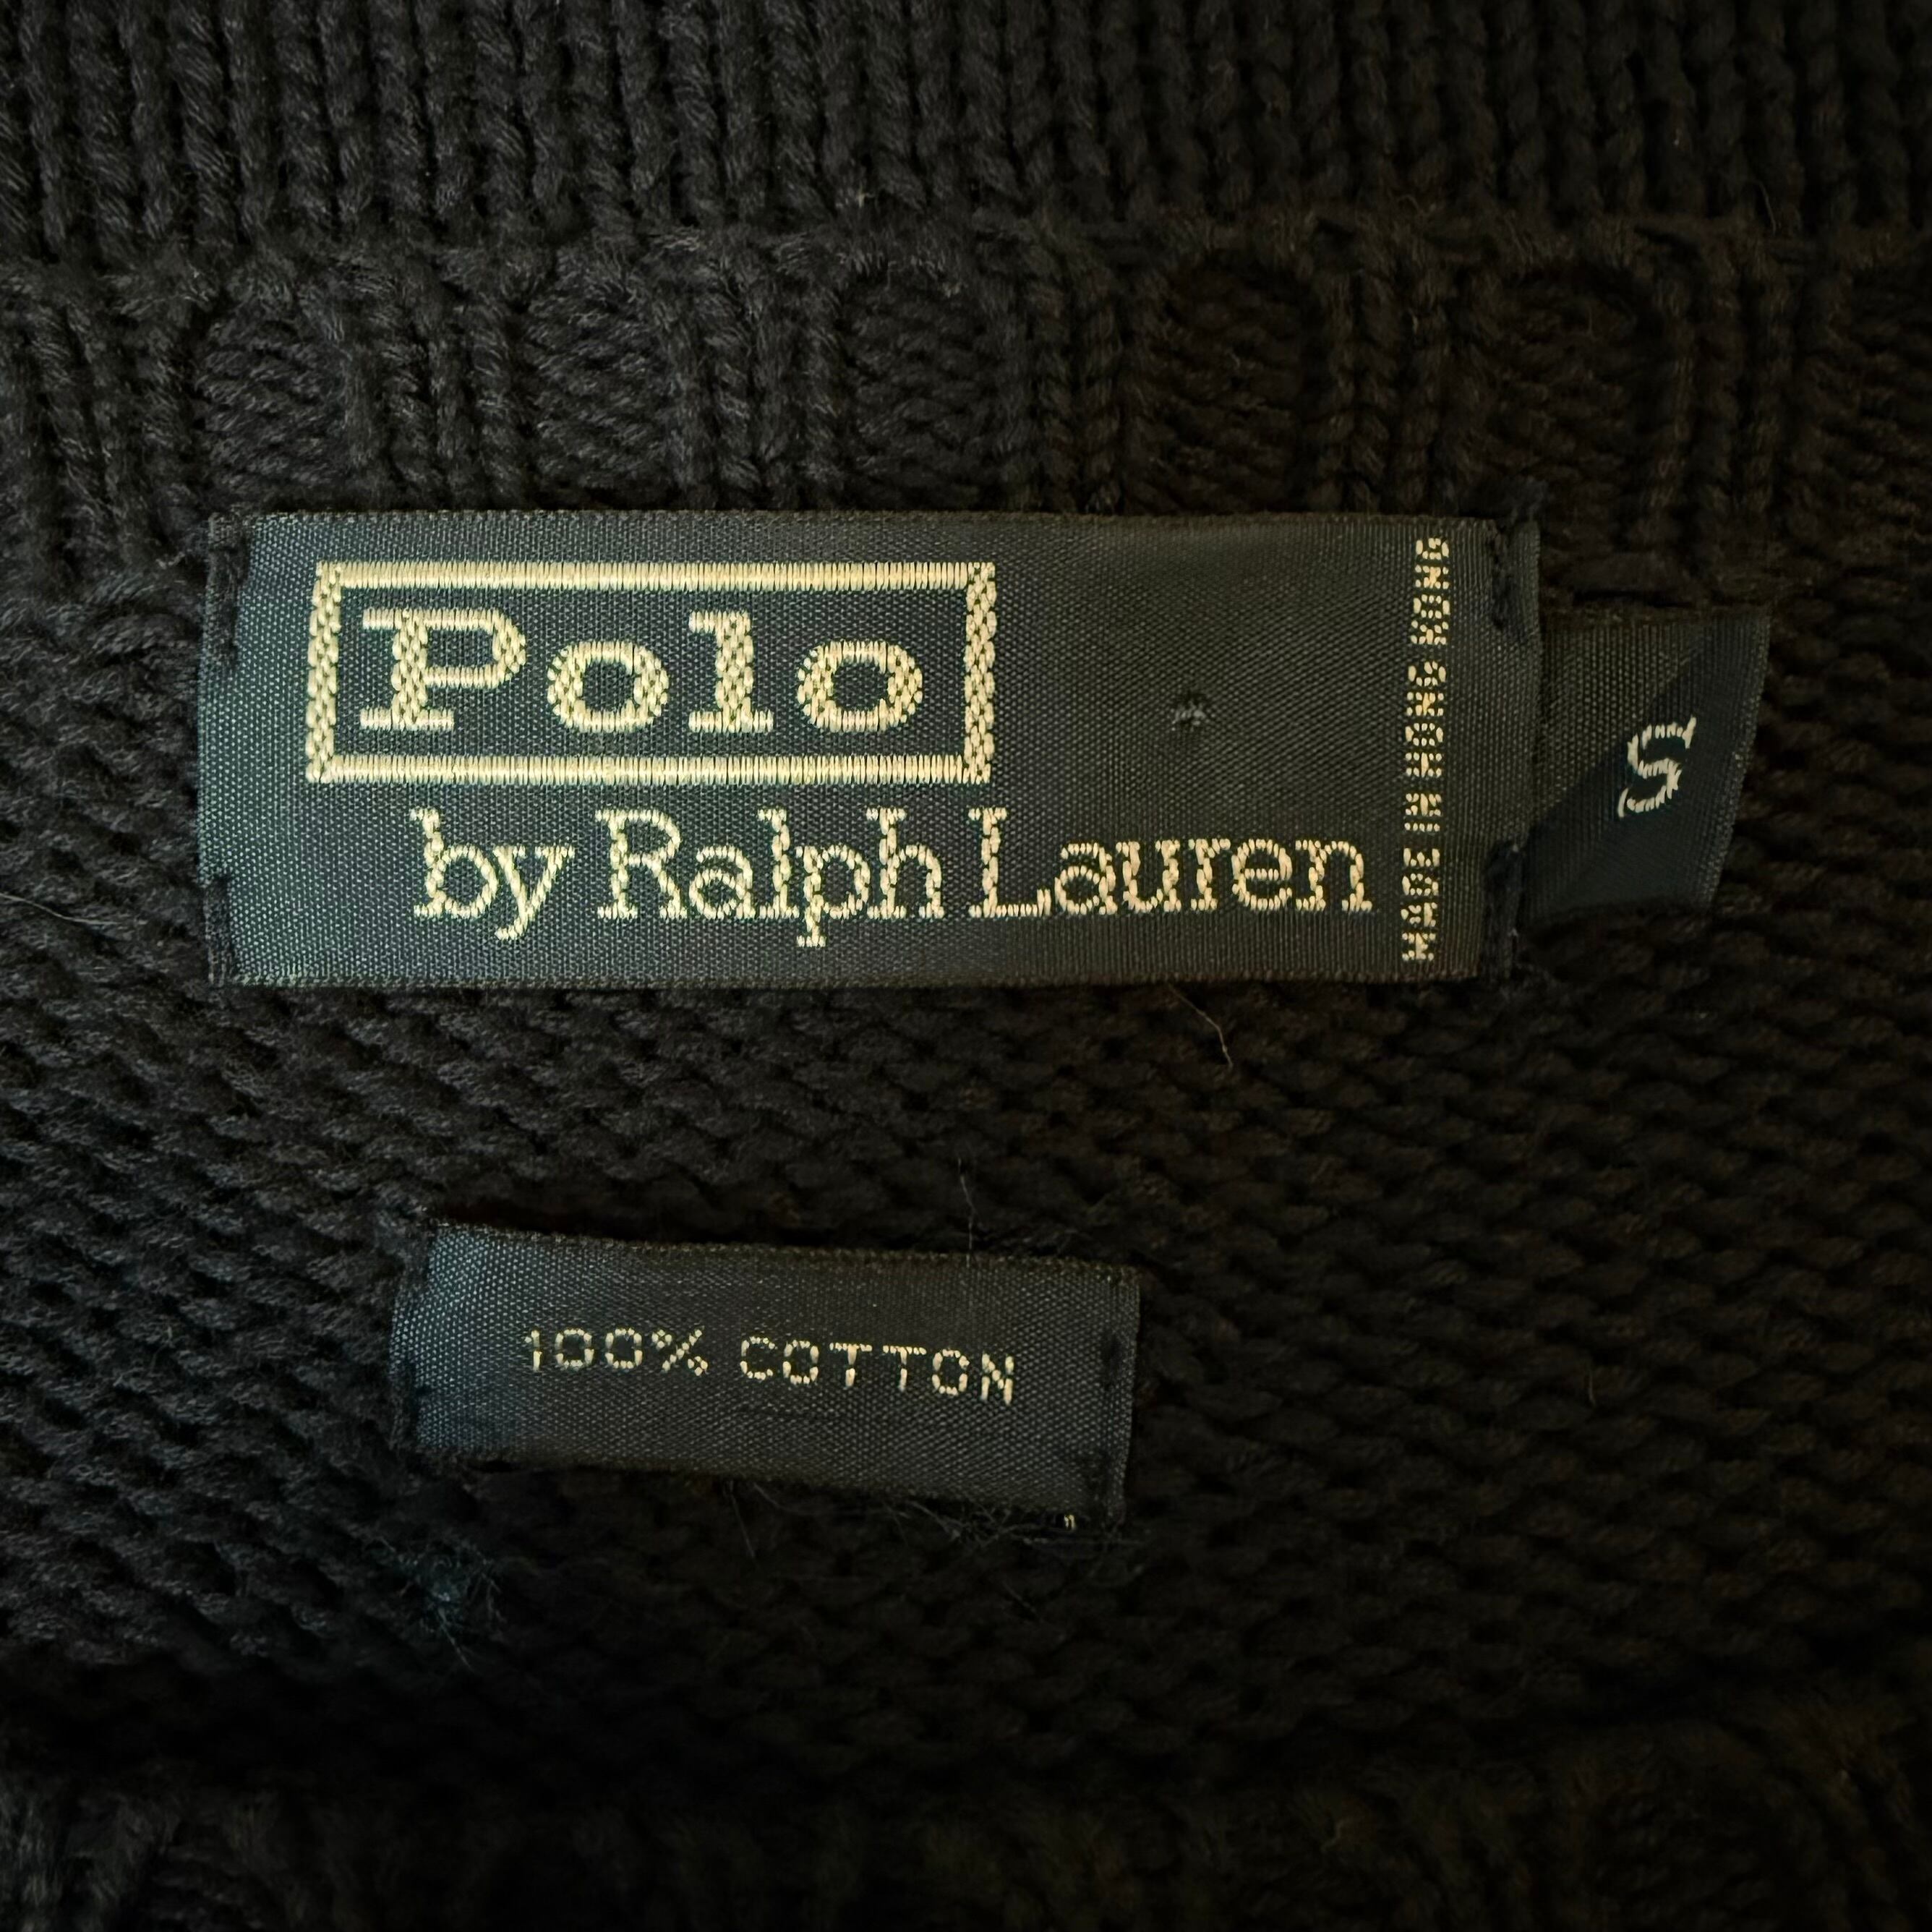 Polo
by Ralph Lauren
MADE IN HONG KONG
S
100% COTTON